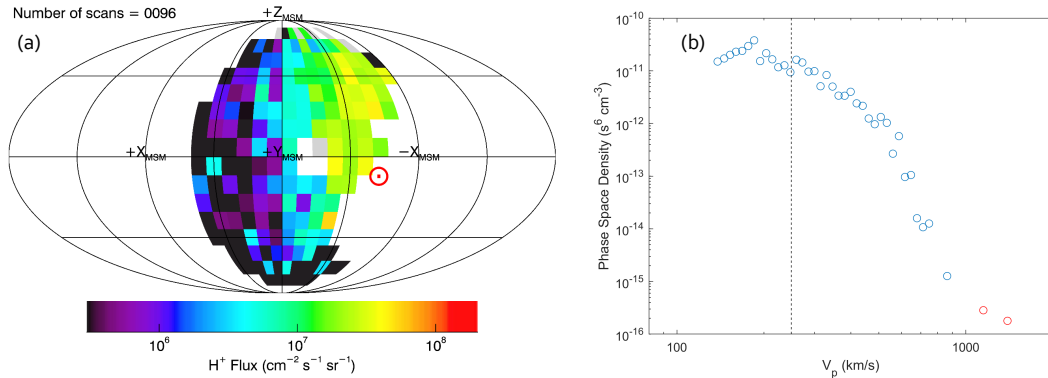 Number of scans = 0096
(a)
+Z_MSM
+X_MSM
+Y_MSM
−X_MSM
10^6
10^7
10^8
H^+ Flux (cm^−2 s^−1 sr^−1)
(b)
Phase Space Density (s^6 cm^-3)
10^-10
10^-11
10^-12
10^-13
10^-14
10^-15
10^-16
100
1000
V_p (km/s)